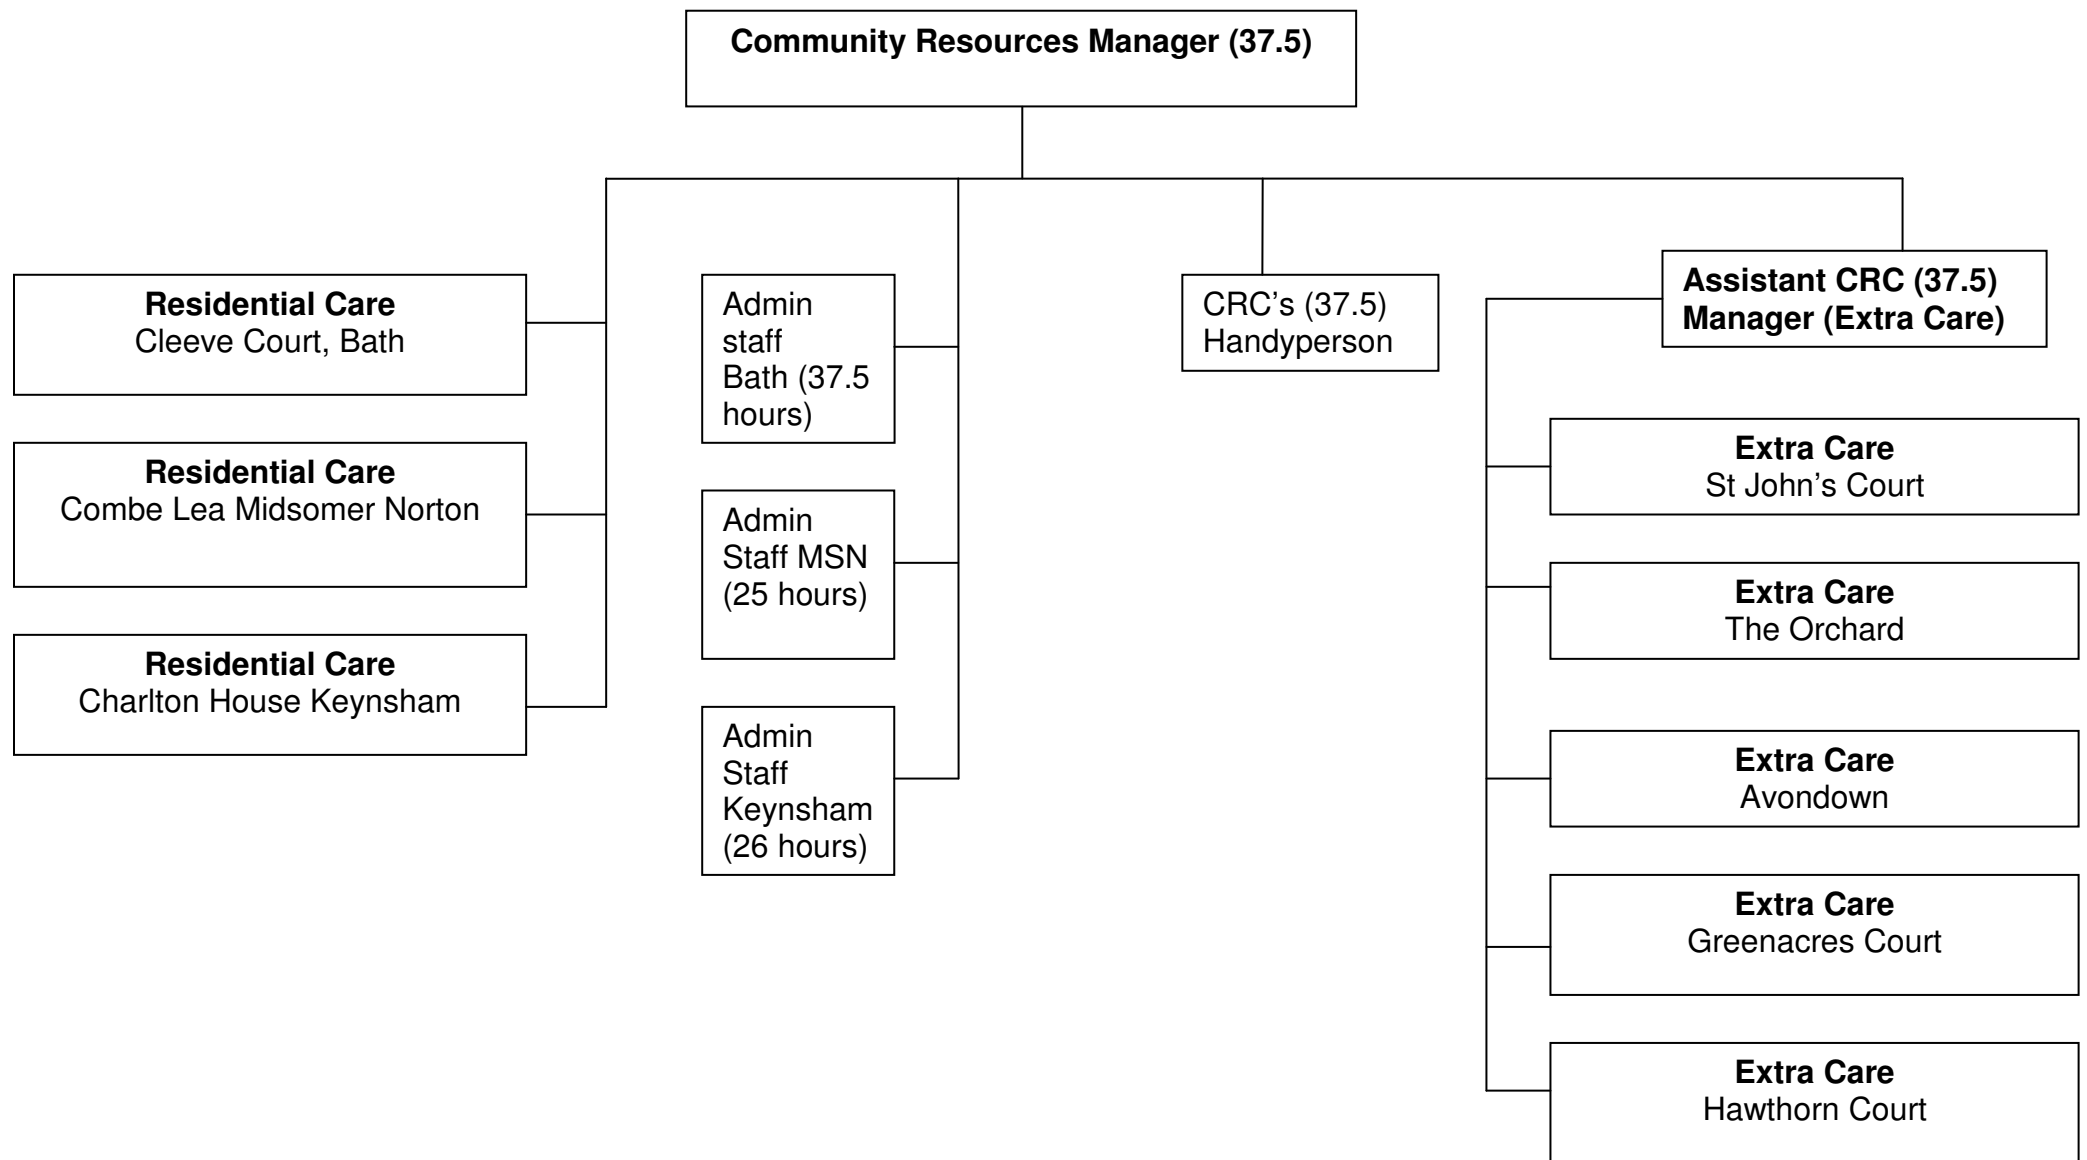 Community Resources Manager (37.5)
Residential Care
Cleeve Court, Bath
Residential Care
Combe Lea Midsomer Norton
Residential Care
Charlton House Keynsham
Admin
staff
Bath (37.5
hours)
Admin
Staff MSN
(25 hours)
Admin
Staff
Keynsham
(26 hours)
CRC’s (37.5)
Handyperson
Assistant CRC (37.5)
Manager (Extra Care)
Extra Care
St John’s Court
Extra Care
The Orchard
Extra Care
Avondown
Extra Care
Greenacres Court
Extra Care
Hawthorn Court